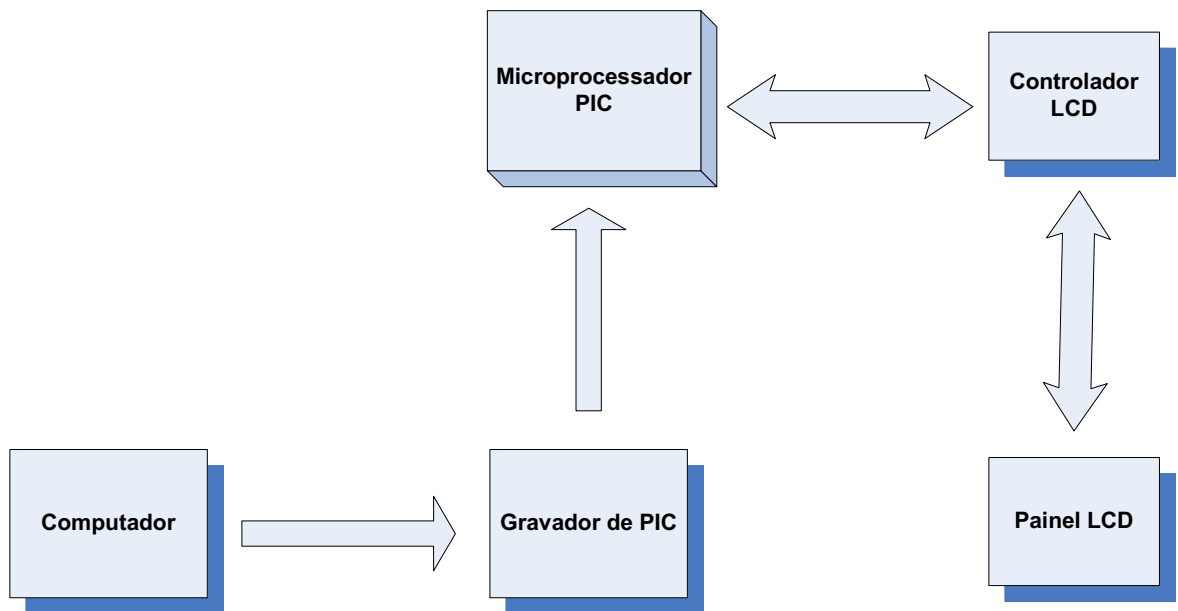 Microprocessador
PIC
Controlador
LCD
Computador
Gravador de PIC
Painel LCD